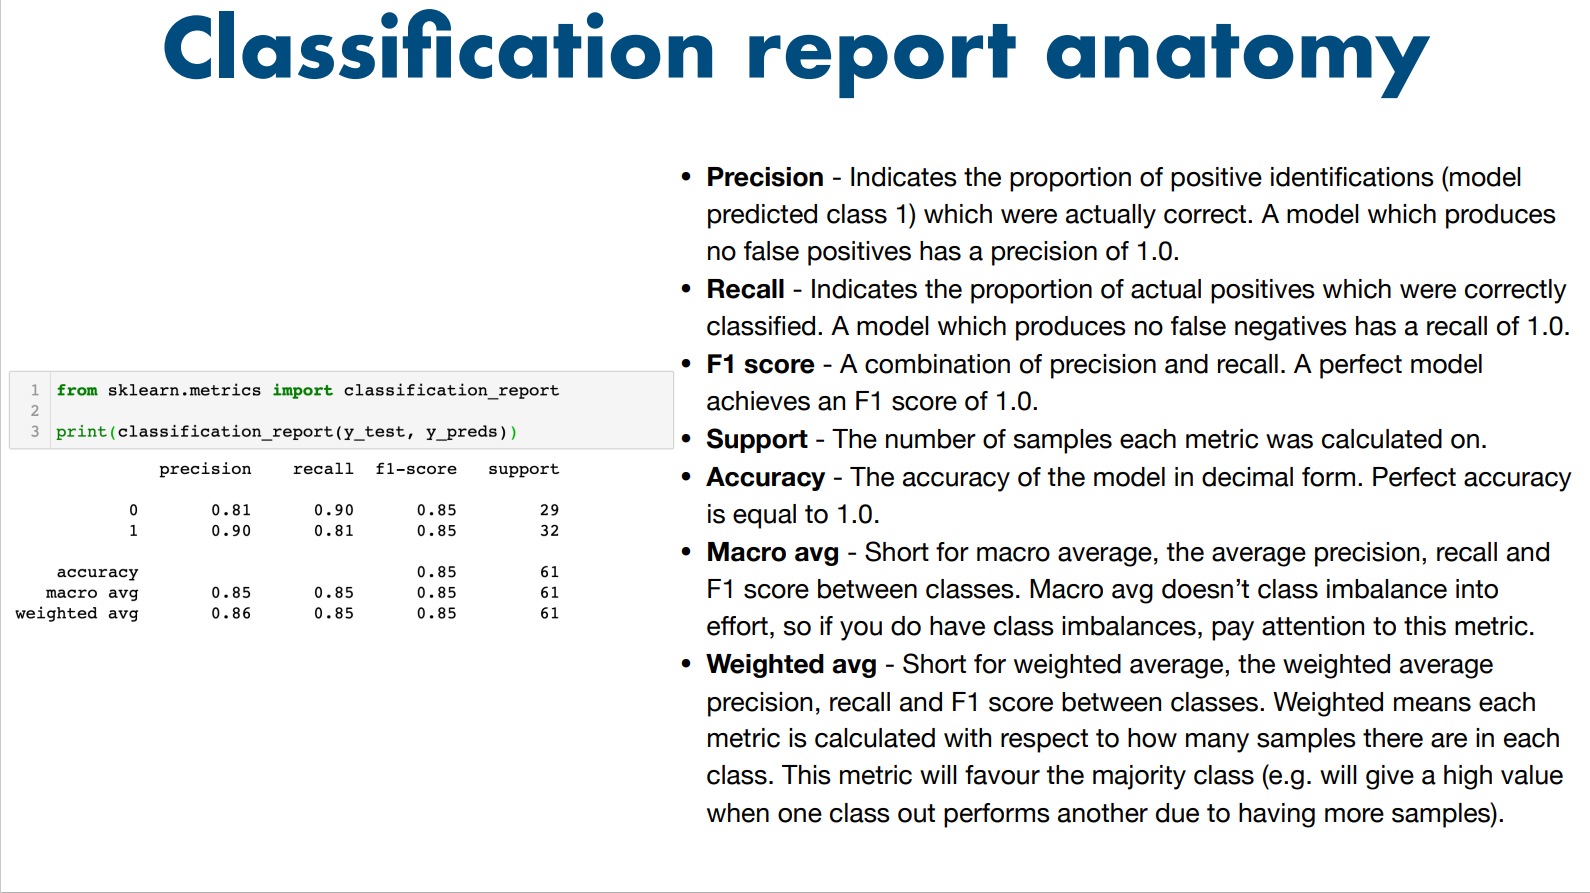 Classification report anatomy
1 from sklearn.metrics import classification_report
2
3 print(classification_report(y_test, y_preds))
precision recall f1-score support
0 0.81 0.90 0.85 29
1 0.90 0.81 0.85 32
accuracy 0.85 61
macro avg 0.85 0.85 0.85 61
weighted avg 0.86 0.85 0.85 61
• Precision - Indicates the proportion of positive identifications (model
predicted class 1) which were actually correct. A model which produces
no false positives has a precision of 1.0.
• Recall - Indicates the proportion of actual positives which were correctly
classified. A model which produces no false negatives has a recall of 1.0.
• F1 score - A combination of precision and recall. A perfect model
achieves an F1 score of 1.0.
• Support - The number of samples each metric was calculated on.
• Accuracy - The accuracy of the model in decimal form. Perfect accuracy
is equal to 1.0.
• Macro avg - Short for macro average, the average precision, recall and
F1 score between classes. Macro avg doesn’t class imbalance into
effort, so if you do have class imbalances, pay attention to this metric.
• Weighted avg - Short for weighted average, the weighted average
precision, recall and F1 score between classes. Weighted means each
metric is calculated with respect to how many samples there are in each
class. This metric will favour the majority class (e.g. will give a high value
when one class out performs another due to having more samples).